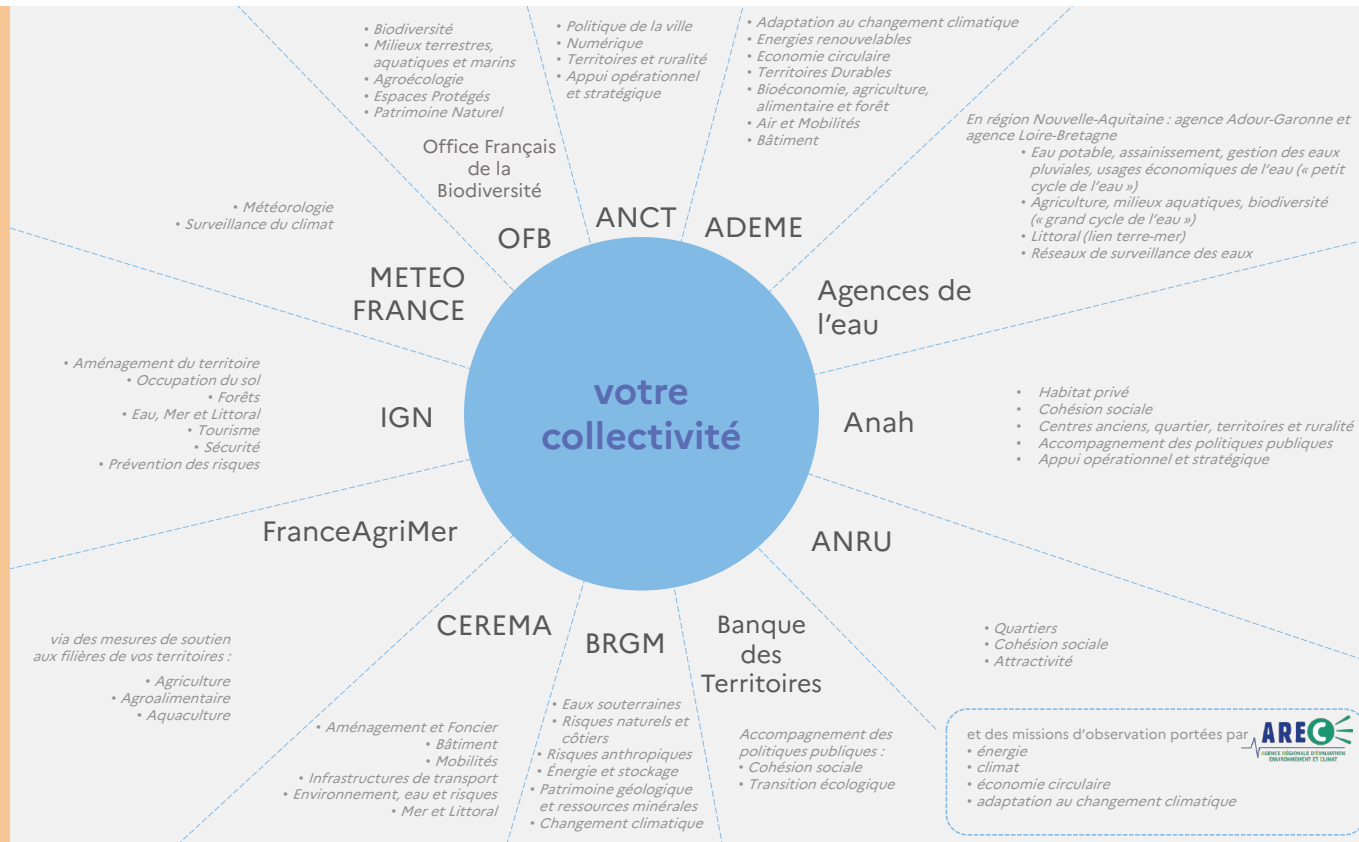 • Biodiversité
• Milieux terrestres,
aquatiques et marins
• Agroécologie
• Espaces Protégés
• Patrimoine Naturel
Office Français
de la
Biodiversité
OFB
• Politique de la ville
• Numérique
• Territoires et ruralité
• Appui opérationnel
et stratégique
ANCT
• Adaptation au changement climatique
• Energies renouvelables
• Economie circulaire
• Territoires Durables
• Bioéconomie, agriculture,
alimentaire et forêt
• Air et Mobilités
• Bâtiment
ADEME
En région Nouvelle-Aquitaine : agence Adour-Garonne et
agence Loire-Bretagne
• Eau potable, assainissement, gestion des eaux
pluviales, usages économiques de l'eau (« petit
cycle de l'eau »)
• Agriculture, milieux aquatiques, biodiversité
(« grand cycle de l'eau »)
• Littoral (lien terre-mer)
• Réseaux de surveillance des eaux
Agences de
l'eau
• Météorologie
• Surveillance du climat
METEO
FRANCE
• Aménagement du territoire
• Occupation du sol
• Forêts
• Eau, Mer et Littoral
• Tourisme
• Sécurité
• Prévention des risques
IGN
votre
collectivité
Anah
• Habitat privé
• Cohésion sociale
• Centres anciens, quartier, territoires et ruralité
• Accompagnement des politiques publiques
• Appui opérationnel et stratégique
FranceAgriMer
via des mesures de soutien
aux filières de vos territoires :
• Agriculture
• Agroalimentaire
• Aquaculture
CEREMA
• Aménagement et Foncier
• Bâtiment
• Mobilités
• Infrastructures de transport
• Environnement, eau et risques
• Mer et Littoral
BRGM
• Eaux souterraines
• Risques naturels et
côtiers
• Risques anthropiques
• Énergie et stockage
• Patrimoine géologique
et ressources minérales
• Changement climatique
Banque
des
Territoires
Accompagnement des
politiques publiques :
• Cohésion sociale
• Transition écologique
ANRU
• Quartiers
• Cohésion sociale
• Attractivité
et des missions d'observation portées par
• énergie
• climat
• économie circulaire
• adaptation au changement climatique
AREC
AGENCE RÉGIONALE D'ÉVALUATION
ENVIRONNEMENT ET CLIMAT